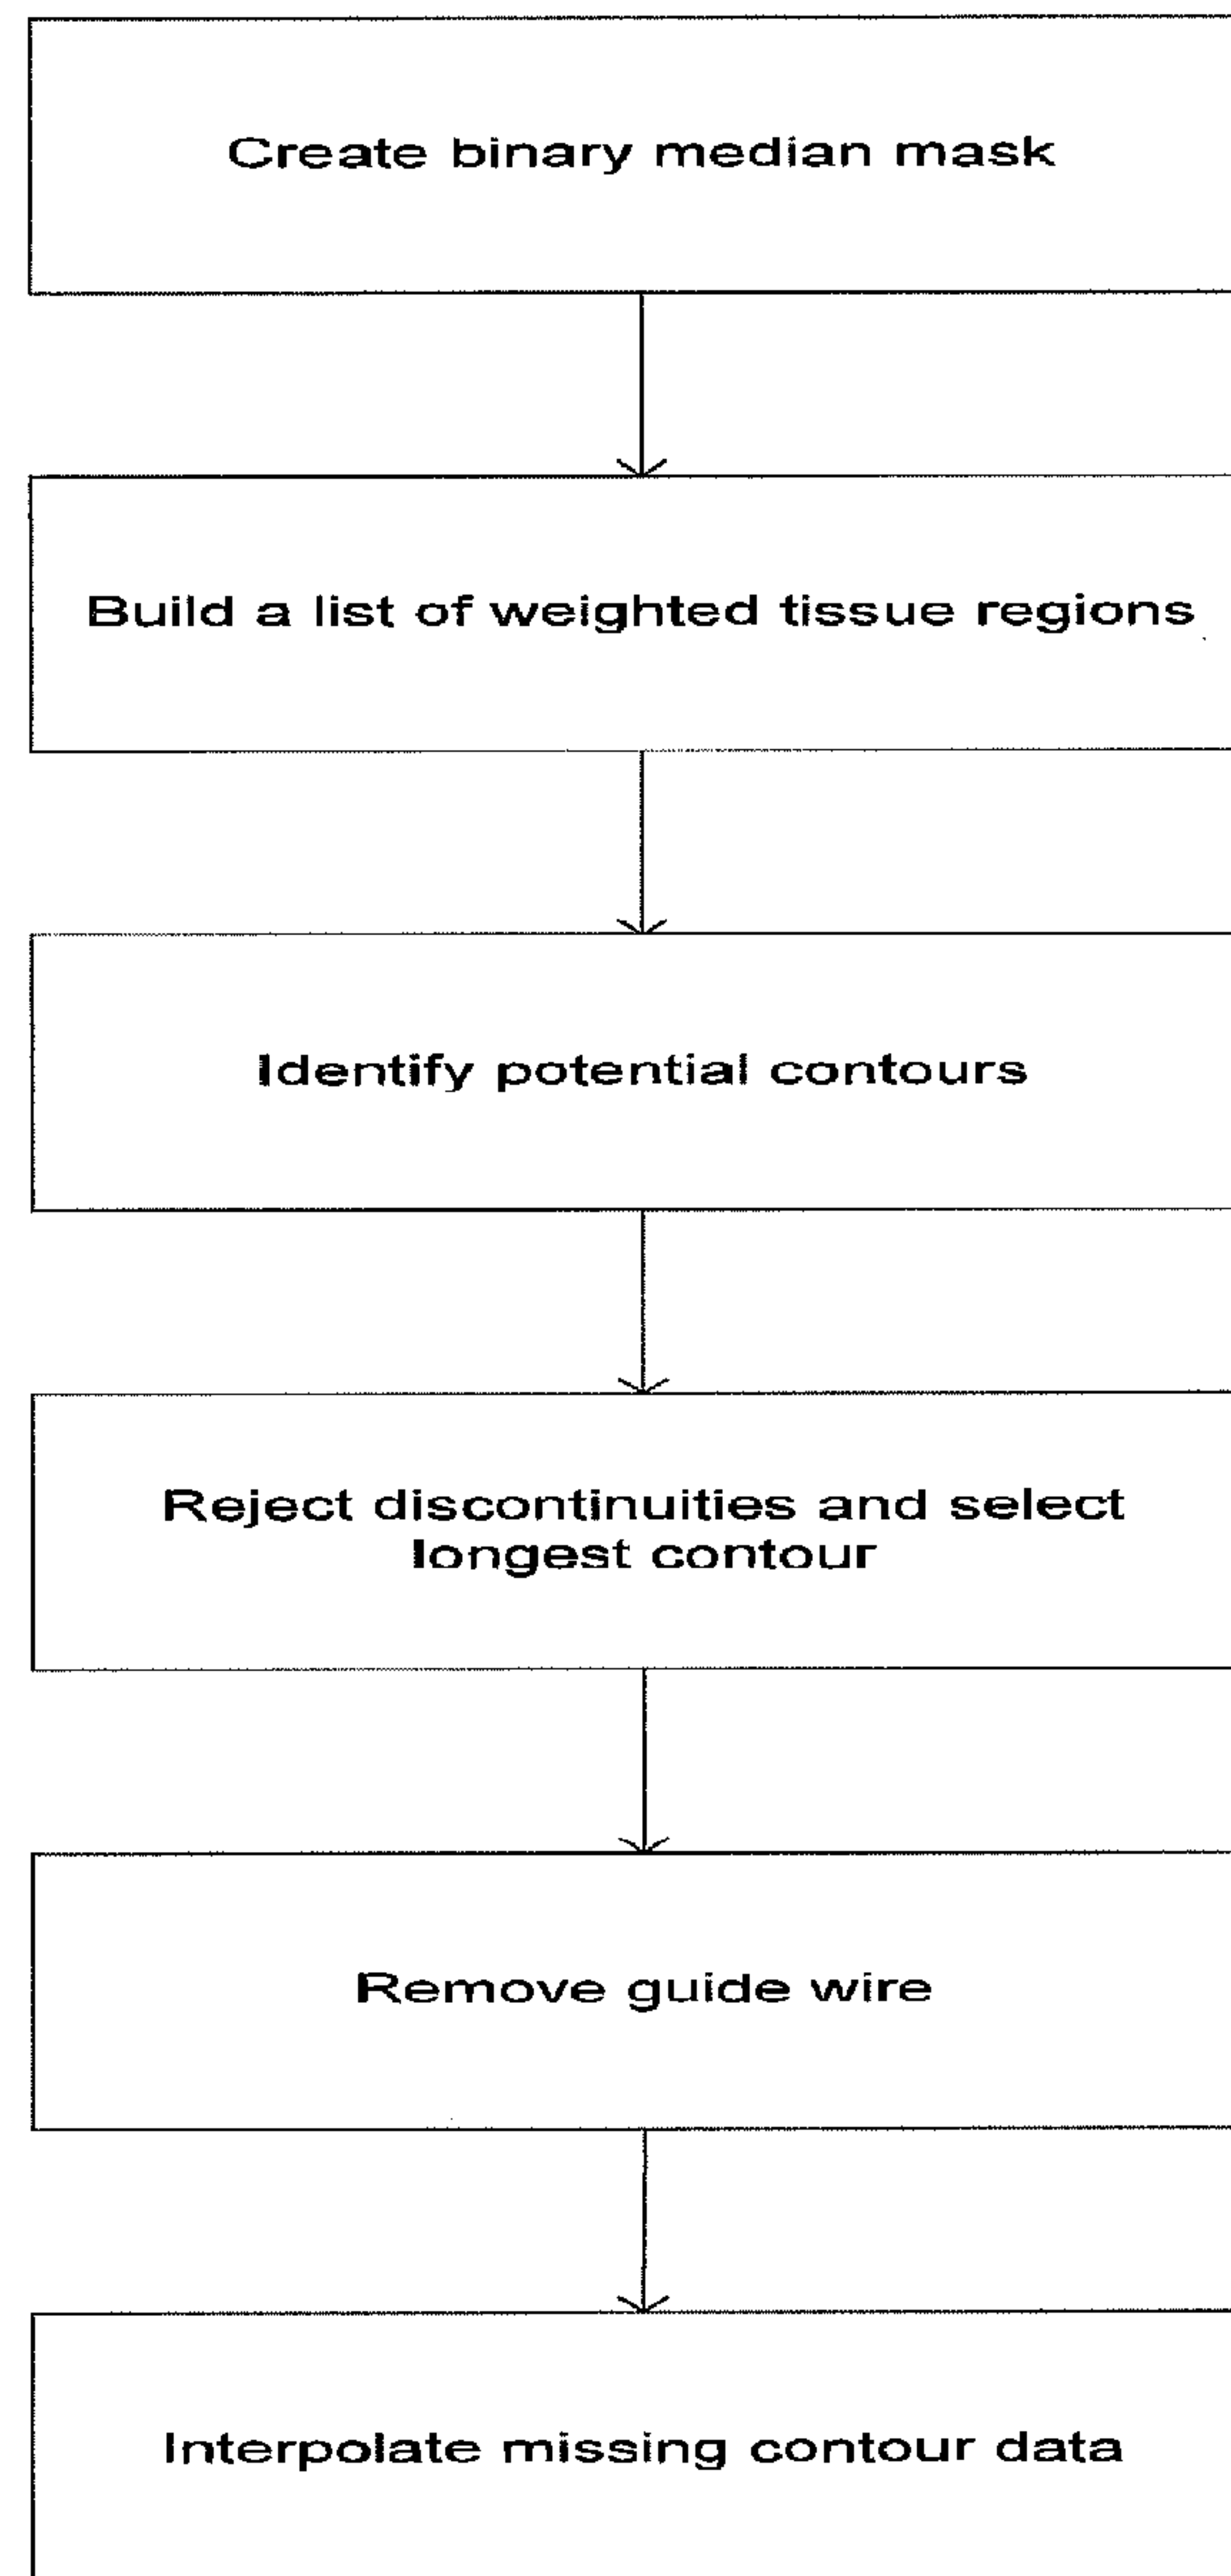 Create binary median mask
Build a list of weighted tissue regions
Identify potential contours
Reject discontinuities and select
longest contour
Remove guide wire
Interpolate missing contour data